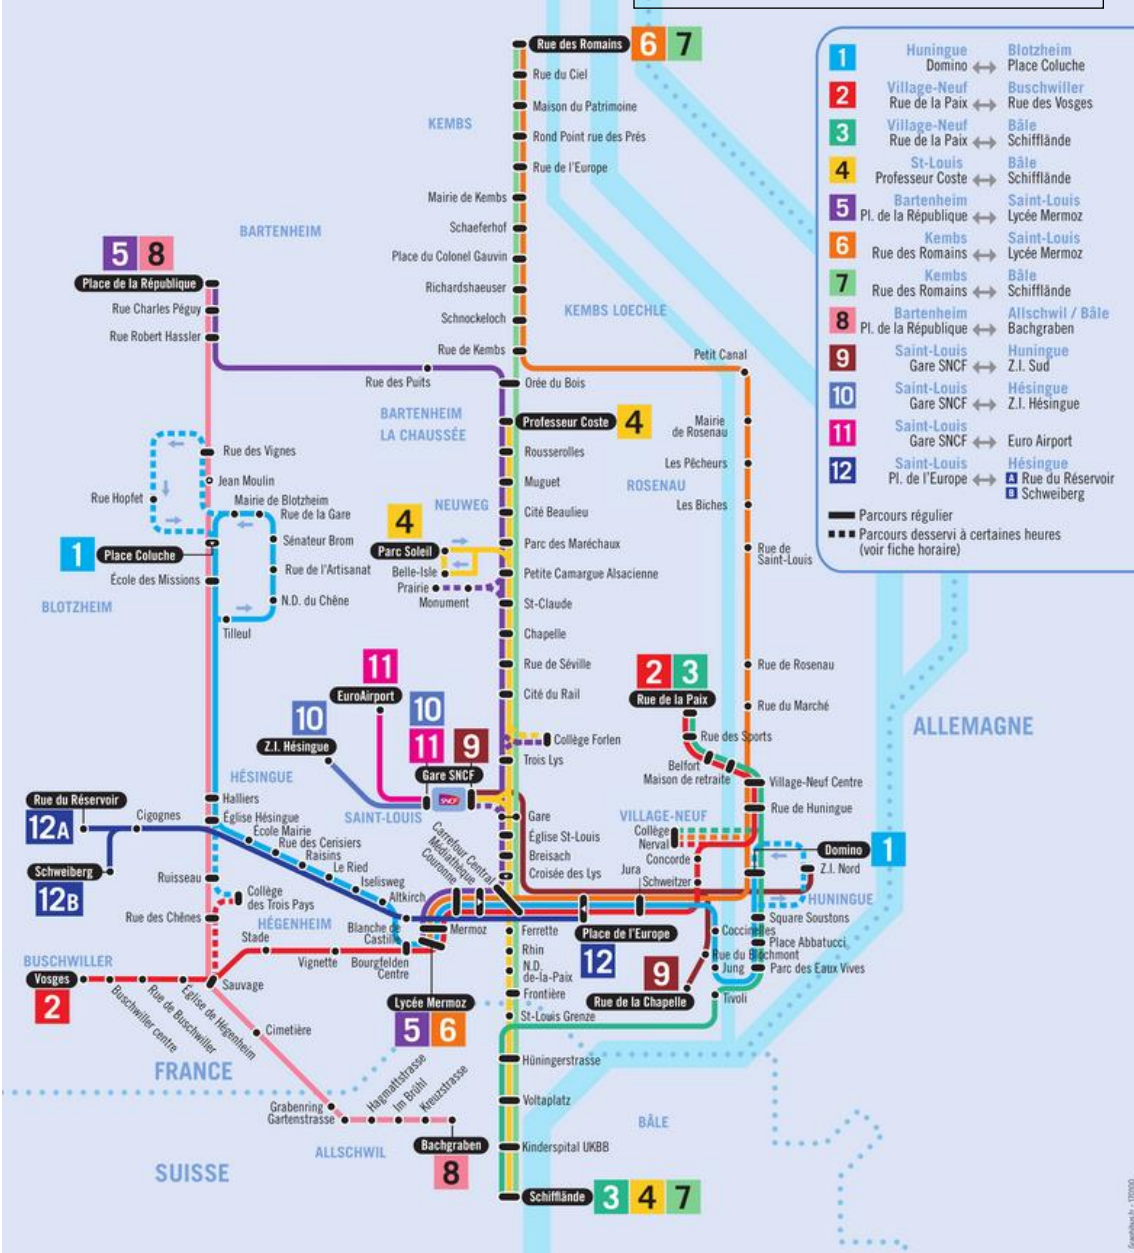 Rue des Romains 6 7
Rue du Ciel
Maison du Patrimoine
KEMBS
Rond Point rue des Prés
Rue de l'Europe
Mairie de Kembs
Schaeferhof
BARTENHEIM
Place du Colonel Gauvin
5 8
Place de la République
Richardshaeuser
Rue Charles Péguy
KEMBS LOECHLE
Schnockeloch
Rue Robert Hassler
Rue de Kembs
Petit Canal
Rue des Puits
Orée du Bois
BARTENHEIM
LA CHAUSSÉE
Professeur Coste 4
Mairie
de Rosenau
Rue des Vignes
Rousserolles
Les Pêcheurs
Jean Moulin
Muguet
ROSENAU
Rue Hopfet
Mairie de Blotzheim
Rue de la Gare
NEUWEG
Cité Beaulieu
Les Biches
4
Sénateur Brom
Parc des Maréchaux
1 Place Coluche
Parc Soleil
Rue de
Saint-Louis
École des Missions
Rue de l'Artisanat
Belle-Isle
Petite Camargue Alsacienne
Prairie
Monument
BLOTZHEIM
N.D. du Chêne
St-Claude
Tilleul
Chapelle
11
Rue de Séville
2 3
Rue de Rosenau
EuroAirport
Cité du Rail
Rue de la Paix
Rue du Marché
10
10
ALLEMAGNE
Z.I. Hésingue
11 9
Collège Forlen
Rue des Sports
Gare SNCF
Trois Lys
Belfort
Maison de retraite
HÉSINGUE
Village-Neuf Centre
Rue du Réservoir
Halliers
SNCF
Rue de Huningue
12A
Cigognes
Église Hésingue
SAINT-LOUIS
Gare
VILLAGE-NEUF
École Mairie
Église St-Louis
Collège
Nerval
Rue des Cerisiers
Carrefour Central
Médiathèque
Couronne
Breisach
Concorde
Domino 1
Raisins
Schweiberg
Le Ried
Croisée des Lys
Jura
Z.I. Nord
12B
Ruisseau
Iselisweg
Schweitzer
Collège
des Trois Pays
Altkirch
HUNINGUE
Rue des Chênes
HÉGENHEIM
Blanche de
Castille
Mermoz
Ferrette
Place de l'Europe
Coccinelles
Square Soustons
Stade
Rhin
12
Place Abbatucci
BUSCHWILLER
Vignette
Bourgfelden
Centre
N.D.
de-la-Paix
9
Rue du Blochmont
Jung
Parc des Eaux Vives
Vosges
2
Sauvage
Lycée Mermoz
Frontière
Rue de la Chapelle
Tivoli
Buschwiller centre
Rue de Buschwiller
Église de Hégenheim
5 6
St-Louis Grenze
Cimetière
FRANCE
Hüningerstrasse
Hagmattstrasse
Im Brühl
Kreuzstrasse
Grabenring
Gartenstrasse
Voltaplatz
ALLSCHWIL
Bachgraben
8
BÂLE
Kinderspital UKBB
SUISSE
Schifflände 3 4 7
1 Huningue Blotzheim
Domino Place Coluche
2 Village-Neuf Buschwiller
Rue de la Paix Rue des Vosges
3 Village-Neuf Bâle
Rue de la Paix Schifflände
4 St-Louis Bâle
Professeur Coste Schifflände
5 Bartenheim Saint-Louis
Pl. de la République Lycée Mermoz
6 Kembs Saint-Louis
Rue des Romains Lycée Mermoz
7 Kembs Bâle
Rue des Romains Schifflände
8 Bartenheim Allschwil / Bâle
Pl. de la République Bachgraben
9 Saint-Louis Huningue
Gare SNCF Z.I. Sud
10 Saint-Louis Hésingue
Gare SNCF Z.I. Hésingue
11 Saint-Louis
Gare SNCF Euro Airport
12 Saint-Louis Hésingue
Pl. de l'Europe A Rue du Réservoir
B Schweiberg
Parcours régulier
Parcours desservi à certaines heures
(voir fiche horaire)